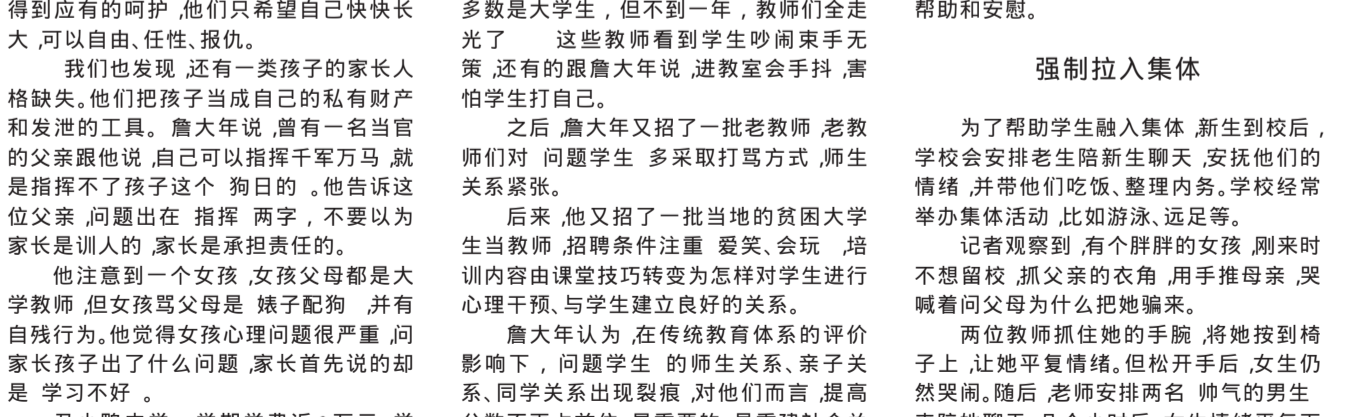 得到应有的呵护 ,他们只希望自己快快长
大 ,可以自由、任性、报仇。
我们也发现 ,还有一类孩子的家长人
格缺失。他们把孩子当成自己的私有财产
和发泄的工具。詹大年说 ,曾有一名当官
的父亲跟他说 ,自己可以指挥千军万马 ,就
是指挥不了孩子这个 狗日的 。他告诉这
位父亲 ,问题出在 指挥 两字 , 不要以为
家长是训人的 ,家长是承担责任的。
他注意到一个女孩 ,女孩父母都是大
学教师 ,但女孩骂父母是 婊子配狗 ,并有
自残行为。他觉得女孩心理问题很严重 ,问
家长孩子出了什么问题 ,家长首先说的却
是 学习不好 。
多数是大学生 , 但不到一年 , 教师们全走
光了 这些教师看到学生吵闹束手无
策 ,还有的跟詹大年说 ,进教室会手抖 ,害
怕学生打自己。
之后 ,詹大年又招了一批老教师 ,老教
师们对 问题学生 多采取打骂方式 ,师生
关系紧张。
后来 ,他又招了一批当地的贫困大学
生当教师 ,招聘条件注重 爱笑、会玩 ,培
训内容由课堂技巧转变为怎样对学生进行
心理干预、与学生建立良好的关系。
詹大年认为 ,在传统教育体系的评价
影响下 , 问题学生 的师生关系、亲子关
系、同学关系出现裂痕 ,对他们而言 ,提高
帮助和安慰。
强制拉入集体
为了帮助学生融入集体 ,新生到校后 ,
学校会安排老生陪新生聊天 ,安抚他们的
情绪 ,并带他们吃饭、整理内务。学校经常
举办集体活动 ,比如游泳、远足等。
记者观察到 ,有个胖胖的女孩 ,刚来时
不想留校 ,抓父亲的衣角 ,用手推母亲 ,哭
喊着问父母为什么把她骗来。
两位教师抓住她的手腕 ,将她按到椅
子上 ,让她平复情绪。但松开手后 ,女生仍
然哭闹。随后 ,老师安排两名 帅气的男生